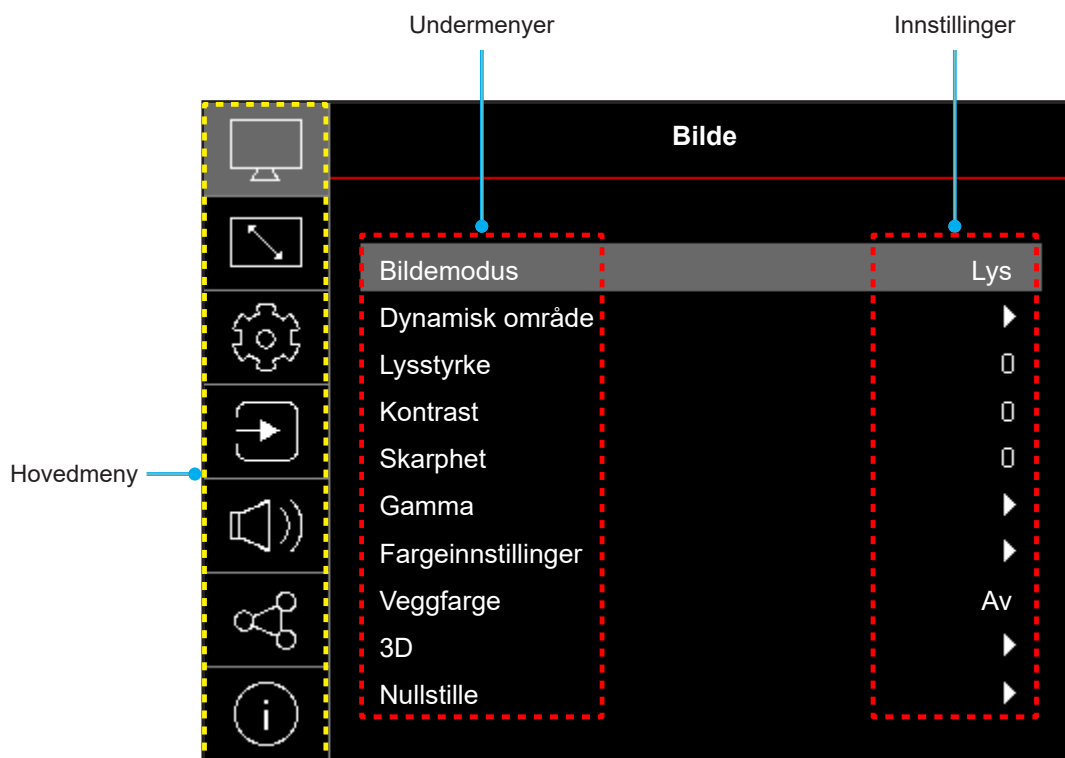 Undermenyer Innstillinger
Bilde
Bildemodus Lys
Dynamisk område
Lysstyrke 0
Kontrast 0
Skarphet 0
Hovedmeny
Gamma
Fargeinnstillinger
Veggfarge Av
3D
Nullstille
i